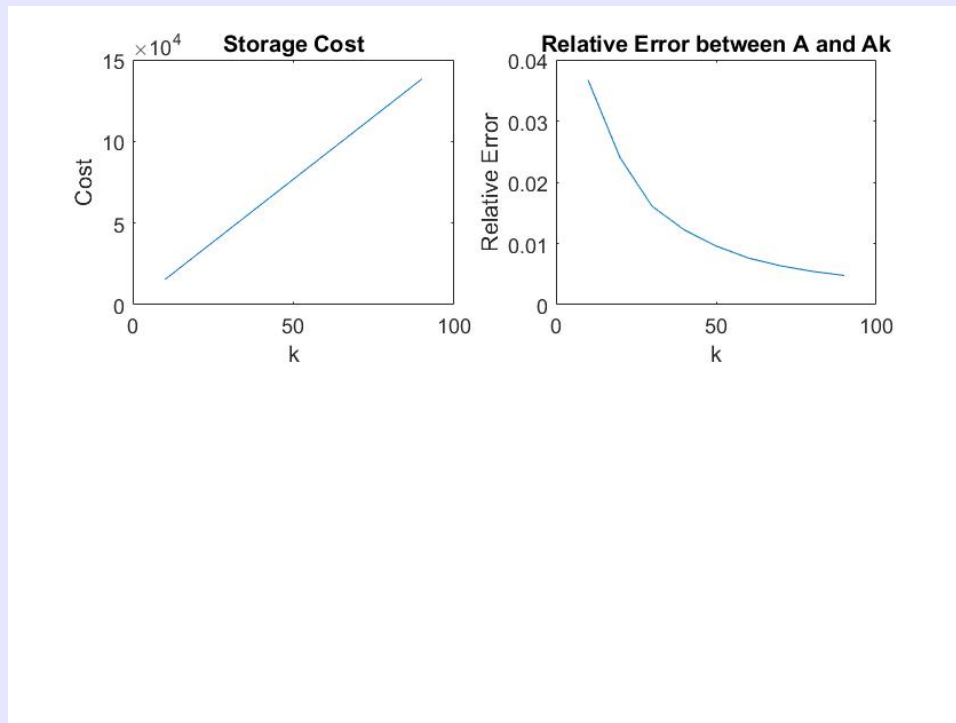 Storage Cost
×10⁴
15
10
5
0
Cost
0 50 100
k
Relative Error between A and Ak
0.04
0.03
0.02
0.01
0
Relative Error
0 50 100
k